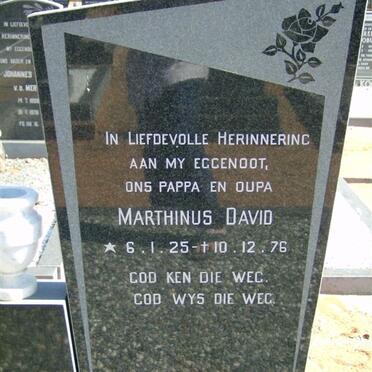 IN LIEFDEVOLLE HERINNERING
AAN MY EGGENOOT,
ONS PAPPA EN OUPA
MARTHINUS DAVID
★ 6.1.25-†10.12.76
GOD KEN DIE WEG.
GOD WYS DIE WEG.
JOHANNES